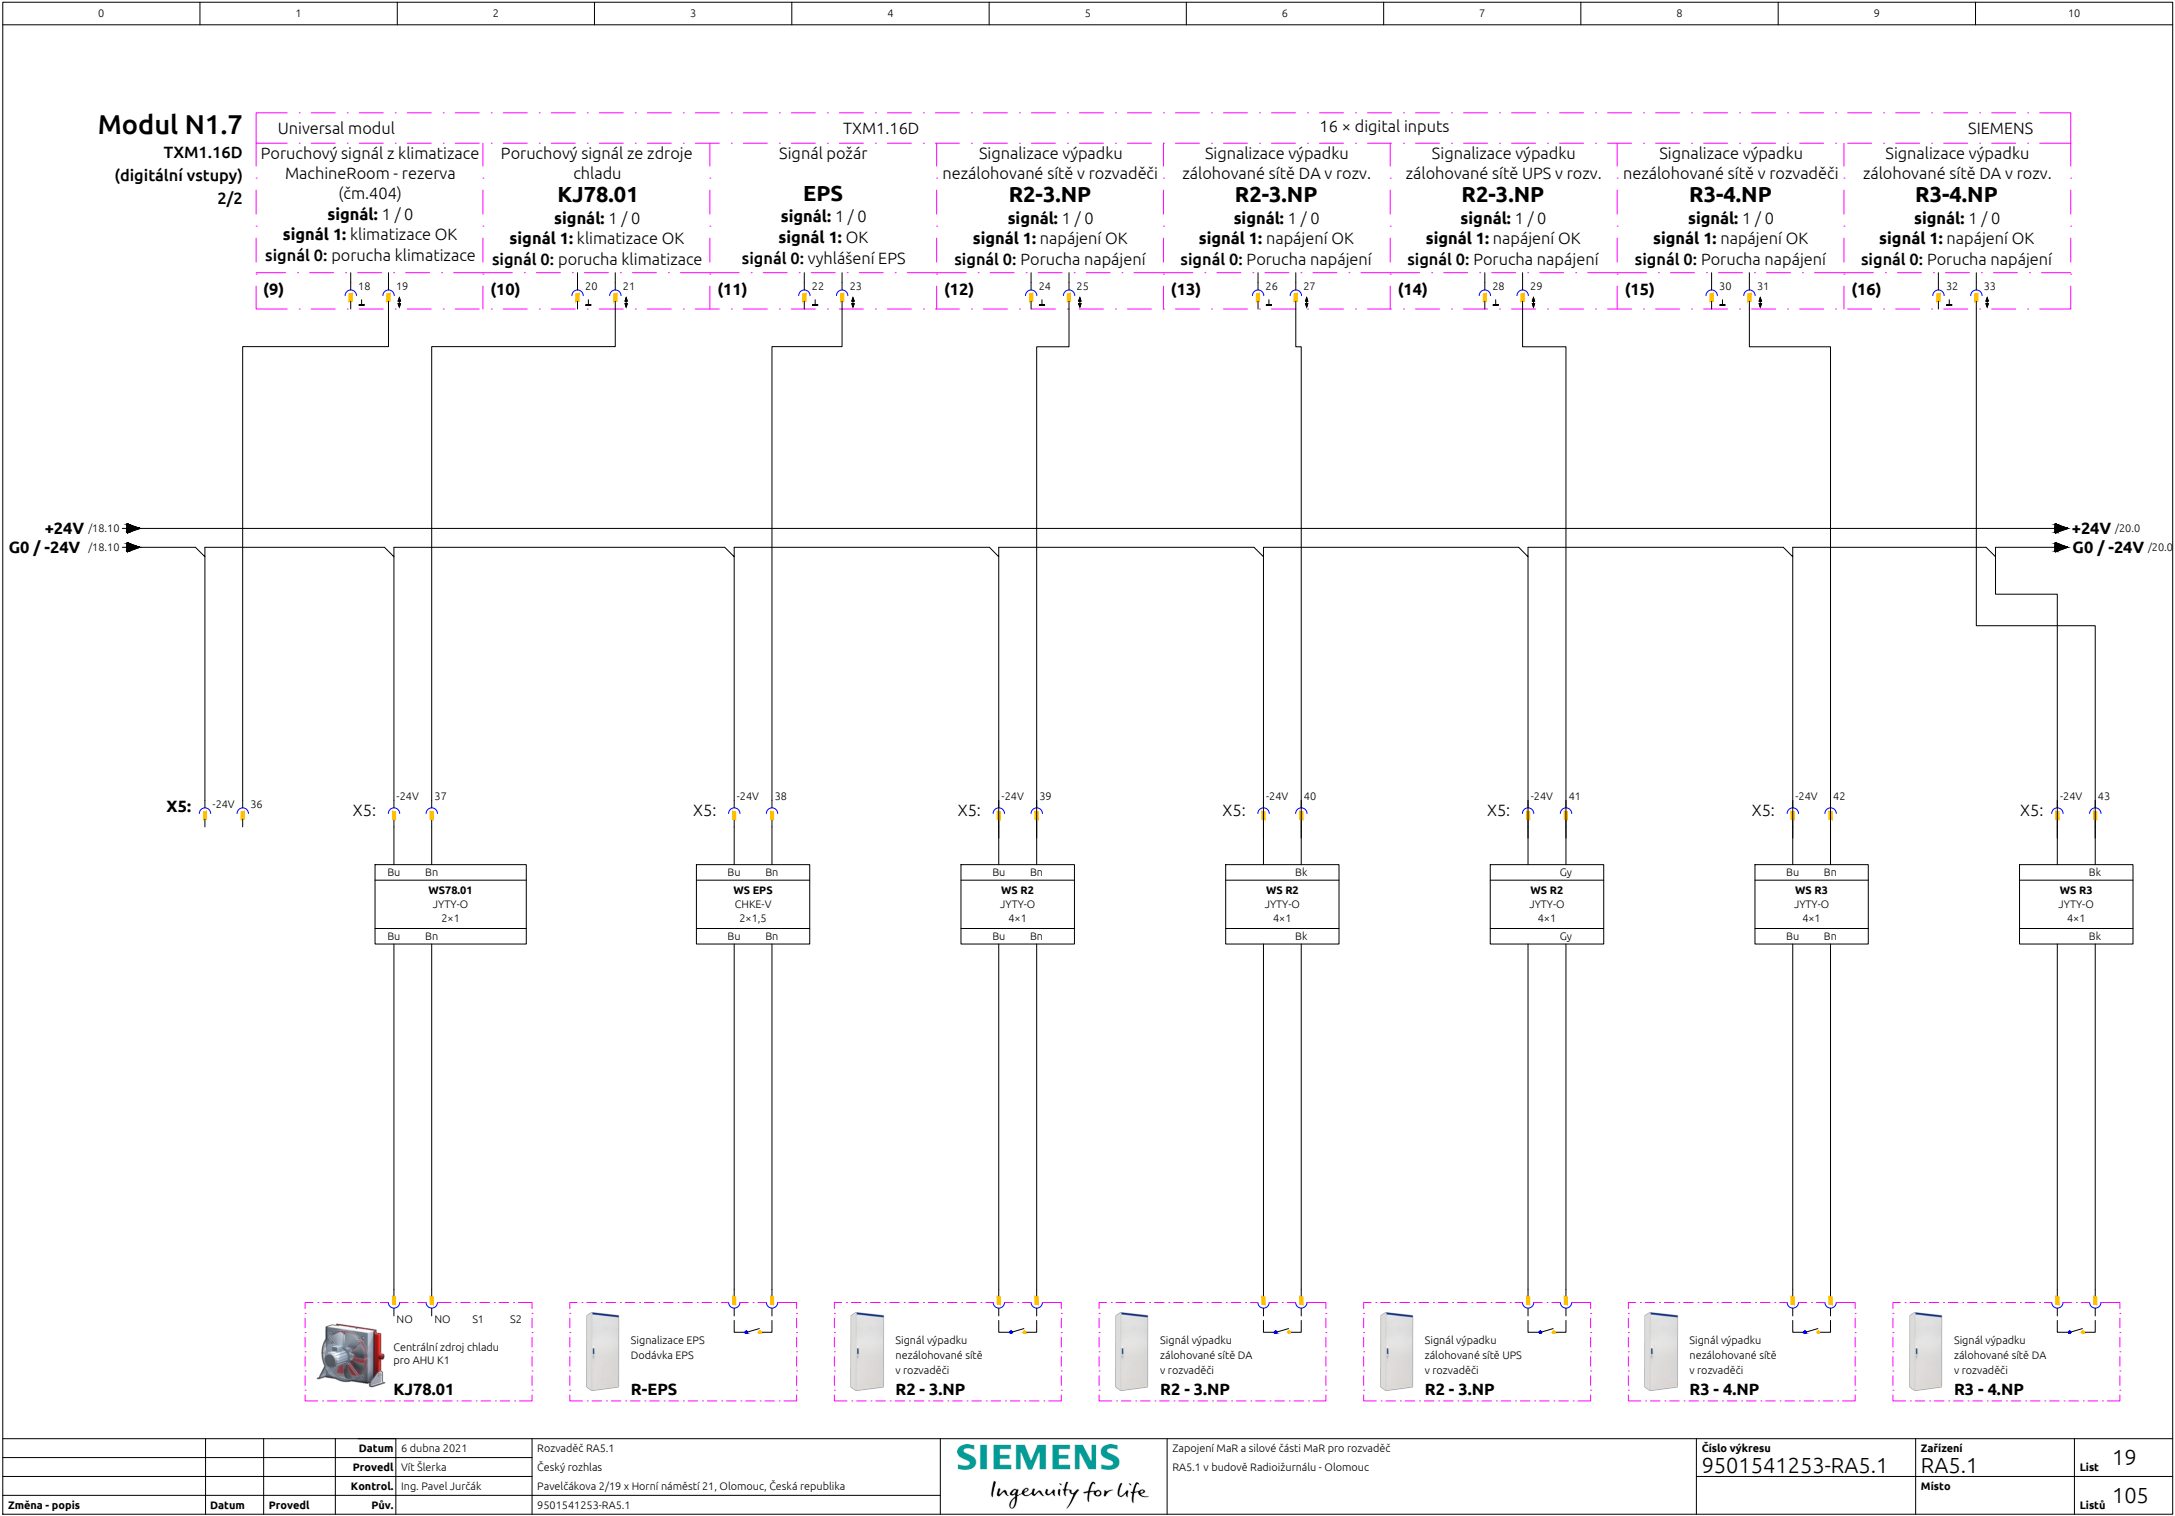 0 1 2 3 4 5 6 7 8 9 10
Modul N1.7
TXM1.16D
(digitální vstupy)
2/2
Universal modul TXM1.16D 16 × digital inputs SIEMENS
Poruchový signál z klimatizace
MachineRoom - rezerva
(čm.404)
signál: 1 / 0
signál 1: klimatizace OK
signál 0: porucha klimatizace
Poruchový signál ze zdroje
chladu
KJ78.01
signál: 1 / 0
signál 1: klimatizace OK
signál 0: porucha klimatizace
Signál požár
EPS
signál: 1 / 0
signál 1: OK
signál 0: vyhlášení EPS
Signalizace výpadku
nezálohované sítě v rozvaděči
R2-3.NP
signál: 1 / 0
signál 1: napájení OK
signál 0: Porucha napájení
Signalizace výpadku
zálohované sítě DA v rozv.
R2-3.NP
signál: 1 / 0
signál 1: napájení OK
signál 0: Porucha napájení
Signalizace výpadku
zálohované sítě UPS v rozv.
R2-3.NP
signál: 1 / 0
signál 1: napájení OK
signál 0: Porucha napájení
Signalizace výpadku
nezálohované sítě v rozvaděči
R3-4.NP
signál: 1 / 0
signál 1: napájení OK
signál 0: Porucha napájení
Signalizace výpadku
zálohované sítě DA v rozv.
R3-4.NP
signál: 1 / 0
signál 1: napájení OK
signál 0: Porucha napájení
(9) 18 19 (10) 20 21 (11) 22 23 (12) 24 25 (13) 26 27 (14) 28 29 (15) 30 31 (16) 32 33
+24V /18.10 +24V /20.0
G0 / -24V /18.10 G0 / -24V /20.0
X5: -24V 36 X5: -24V 37 X5: -24V 38 X5: -24V 39 X5: -24V 40 X5: -24V 41 X5: -24V 42 X5: -24V 43
Bu Bn
WS78.01
JYTY-O
2×1
Bu Bn
Bu Bn
WS EPS
CHKE-V
2×1,5
Bu Bn
Bu Bn
WS R2
JYTY-O
4×1
Bu Bn
Bk
WS R2
JYTY-O
4×1
Bk
Gy
WS R2
JYTY-O
4×1
Gy
Bu Bn
WS R3
JYTY-O
4×1
Bu Bn
Bk
WS R3
JYTY-O
4×1
Bk
NO NO S1 S2
Centrální zdroj chladu
pro AHU K1
KJ78.01
Signalizace EPS
Dodávka EPS
R-EPS
Signál výpadku
nezálohované sítě
v rozvaděči
R2 - 3.NP
Signál výpadku
zálohované sítě DA
v rozvaděči
R2 - 3.NP
Signál výpadku
zálohované sítě UPS
v rozvaděči
R2 - 3.NP
Signál výpadku
nezálohované sítě
v rozvaděči
R3 - 4.NP
Signál výpadku
zálohované sítě DA
v rozvaděči
R3 - 4.NP
Datum 6 dubna 2021
Provedl Vít Šlerka
Kontrol. Ing. Pavel Jurčák
Změna - popis Datum Provedl Pův.
Rozvaděč RA5.1
Český rozhlas
Pavelčákova 2/19 x Horní náměstí 21, Olomouc, Česká republika
9501541253-RA5.1
SIEMENS
Ingenuity for life
Zapojení MaR a silové části MaR pro rozvaděč
RA5.1 v budově Radioižurnálu - Olomouc
Číslo výkresu
9501541253-RA5.1
Zařízení
RA5.1
Místo
List 19
Listů 105